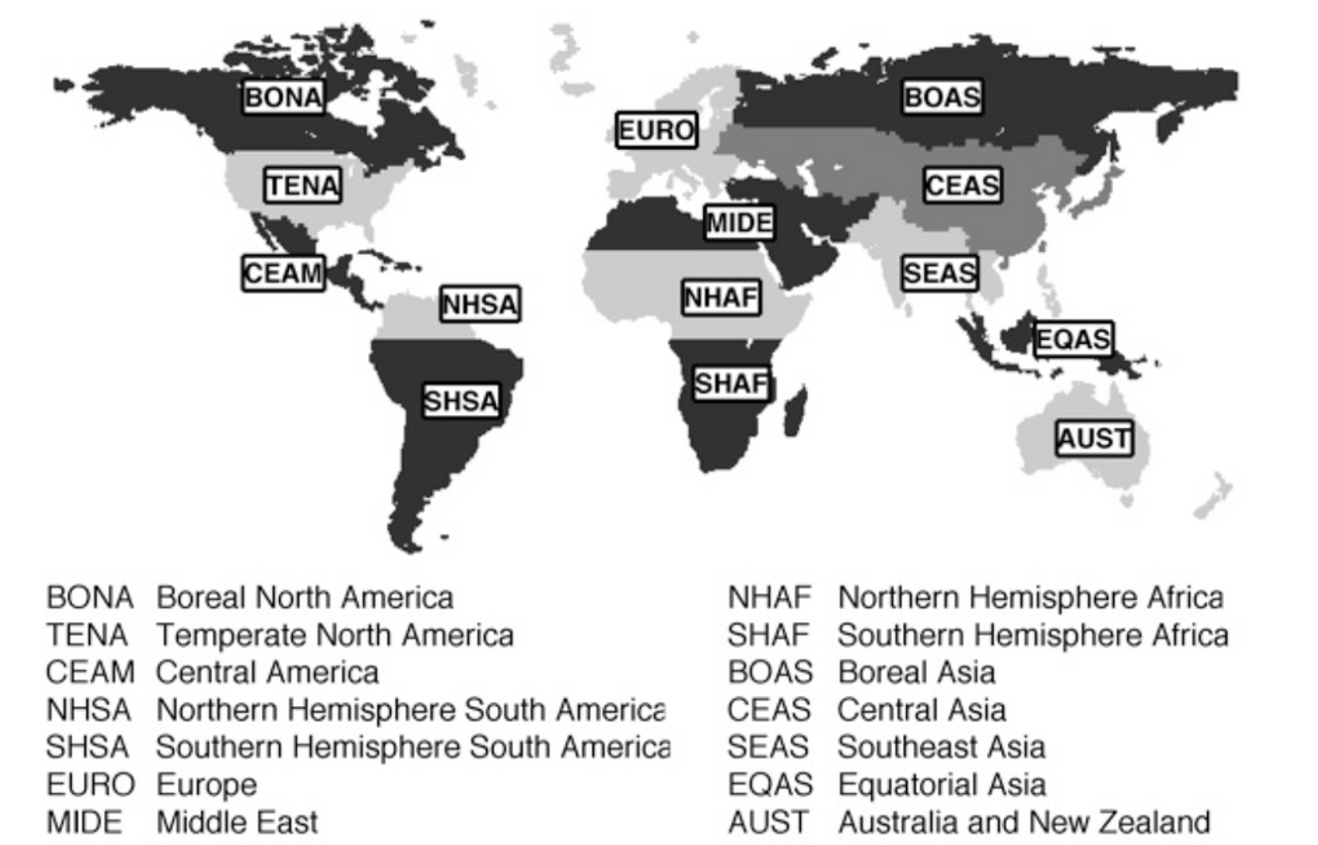 BONA
BOAS
EURO
TENA
CEAS
MIDE
CEAM
SEAS
NHSA
NHAF
EQAS
SHAF
SHSA
AUST
BONA Boreal North America
TENA Temperate North America
CEAM Central America
NHSA Northern Hemisphere South America
SHSA Southern Hemisphere South America
EURO Europe
MIDE Middle East
NHAF Northern Hemisphere Africa
SHAF Southern Hemisphere Africa
BOAS Boreal Asia
CEAS Central Asia
SEAS Southeast Asia
EQAS Equatorial Asia
AUST Australia and New Zealand